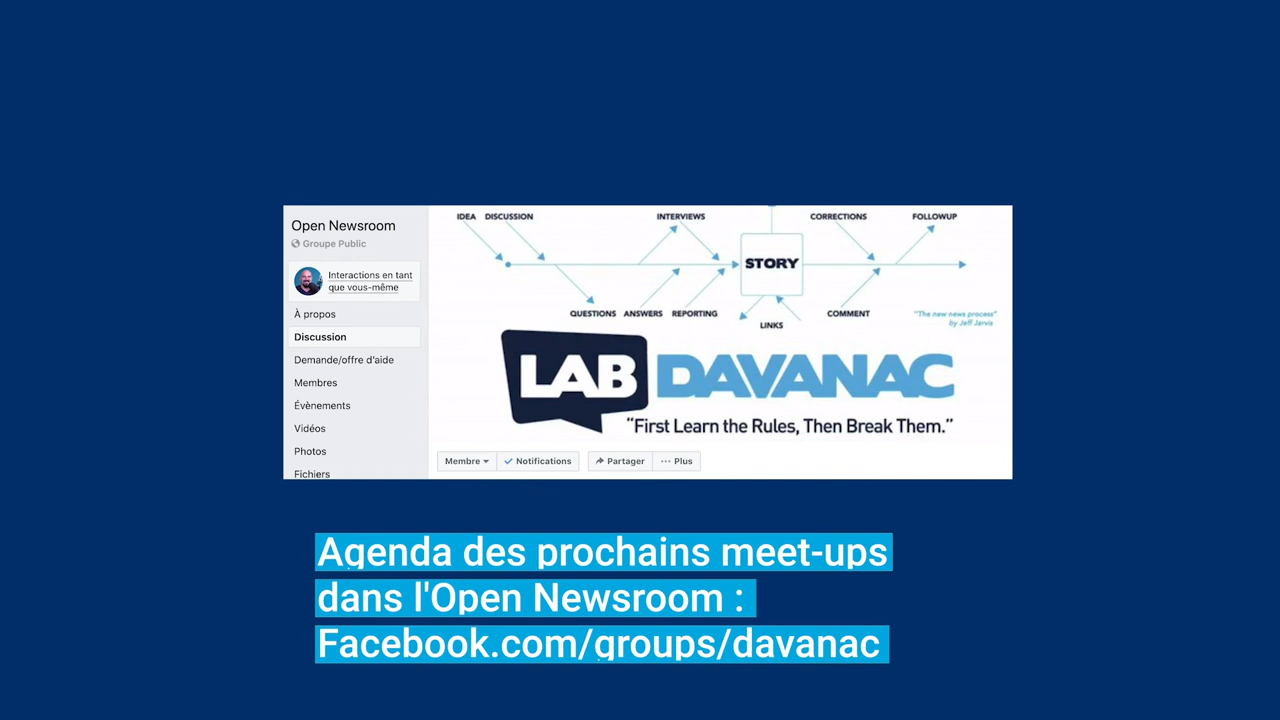 Open Newsroom
Groupe Public
Interactions en tant
que vous-même
À propos
Discussion
Demande/offre d'aide
Membres
Évènements
Vidéos
Photos
Fichiers
IDEA DISCUSSION INTERVIEWS CORRECTIONS FOLLOWUP
STORY
QUESTIONS ANSWERS REPORTING LINKS COMMENT
"The new news process"
by Jeff Jarvis
LAB DAVANAC
"First Learn the Rules, Then Break Them."
Membre Notifications Partager ··· Plus
Agenda des prochains meet-ups
dans l'Open Newsroom :
Facebook.com/groups/davanac